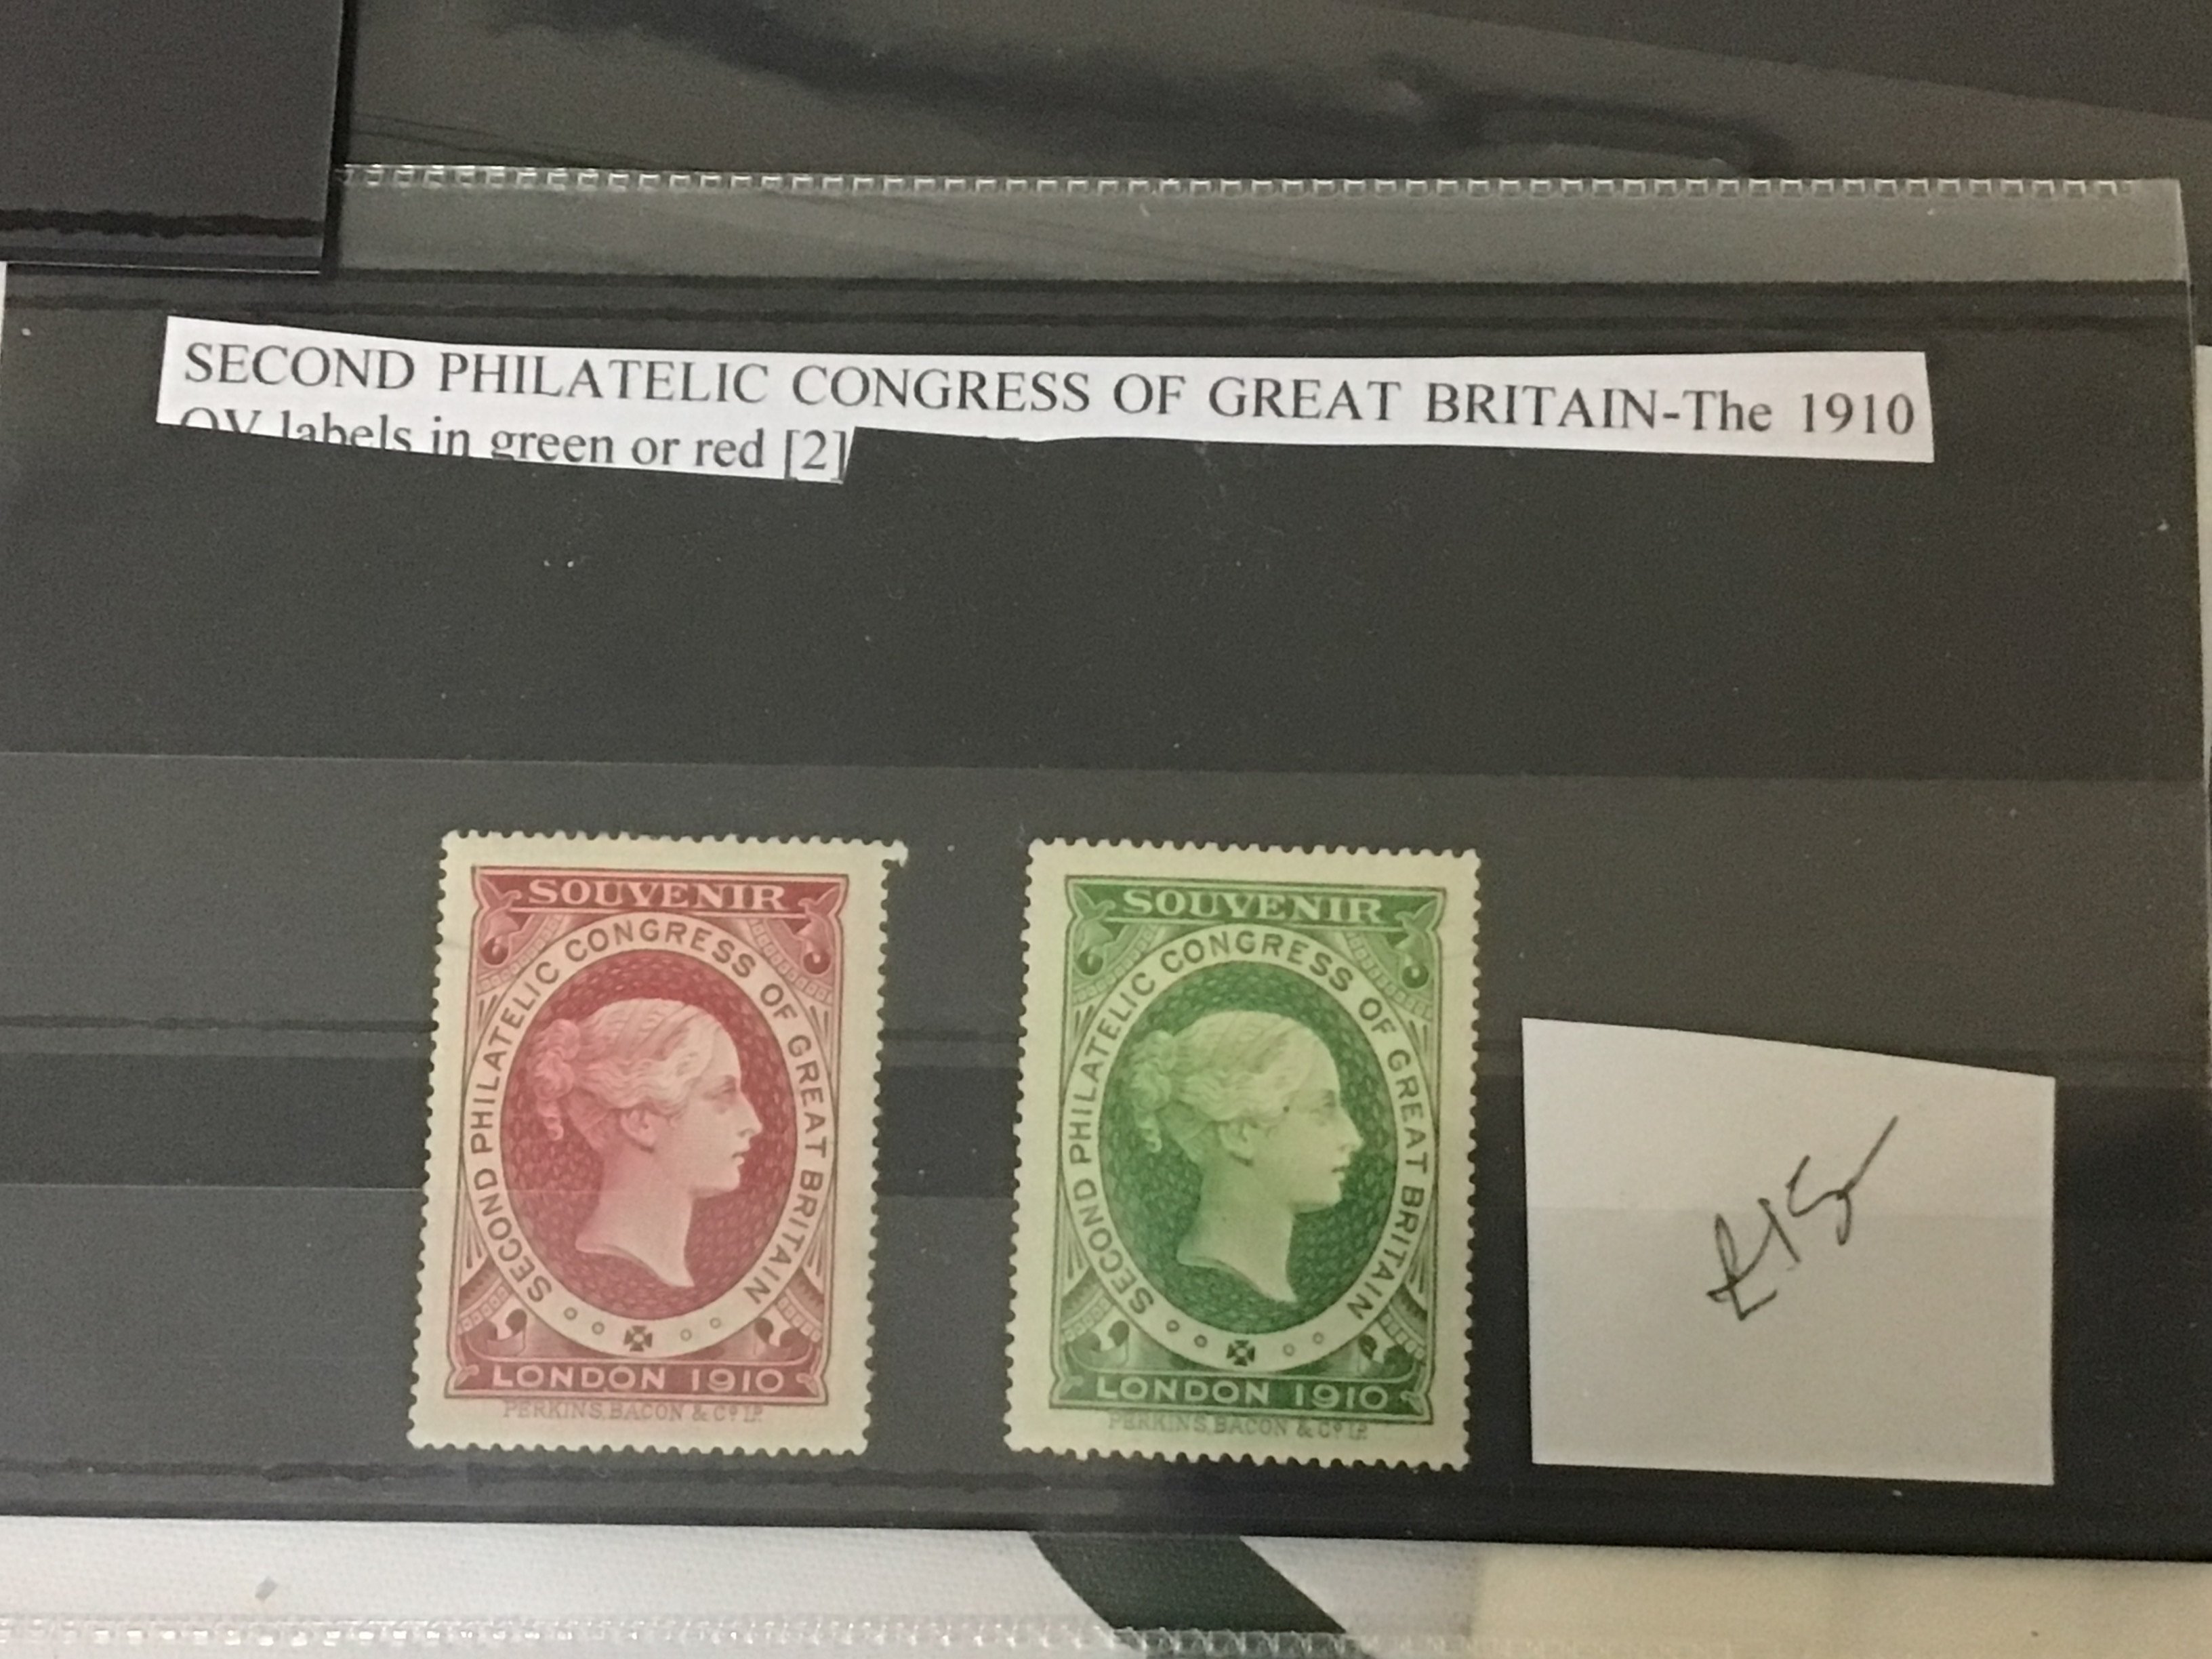 SECOND PHILATELIC CONGRESS OF GREAT BRITAIN-The 1910
QV labels in green or red [2]
SOUVENIR
SECOND PHILATELIC CONGRESS OF GREAT BRITAIN
LONDON 1910
PERKINS, BACON & Cº Lᴰ.
SOUVENIR
SECOND PHILATELIC CONGRESS OF GREAT BRITAIN
LONDON 1910
PERKINS, BACON & Cº Lᴰ.
£15